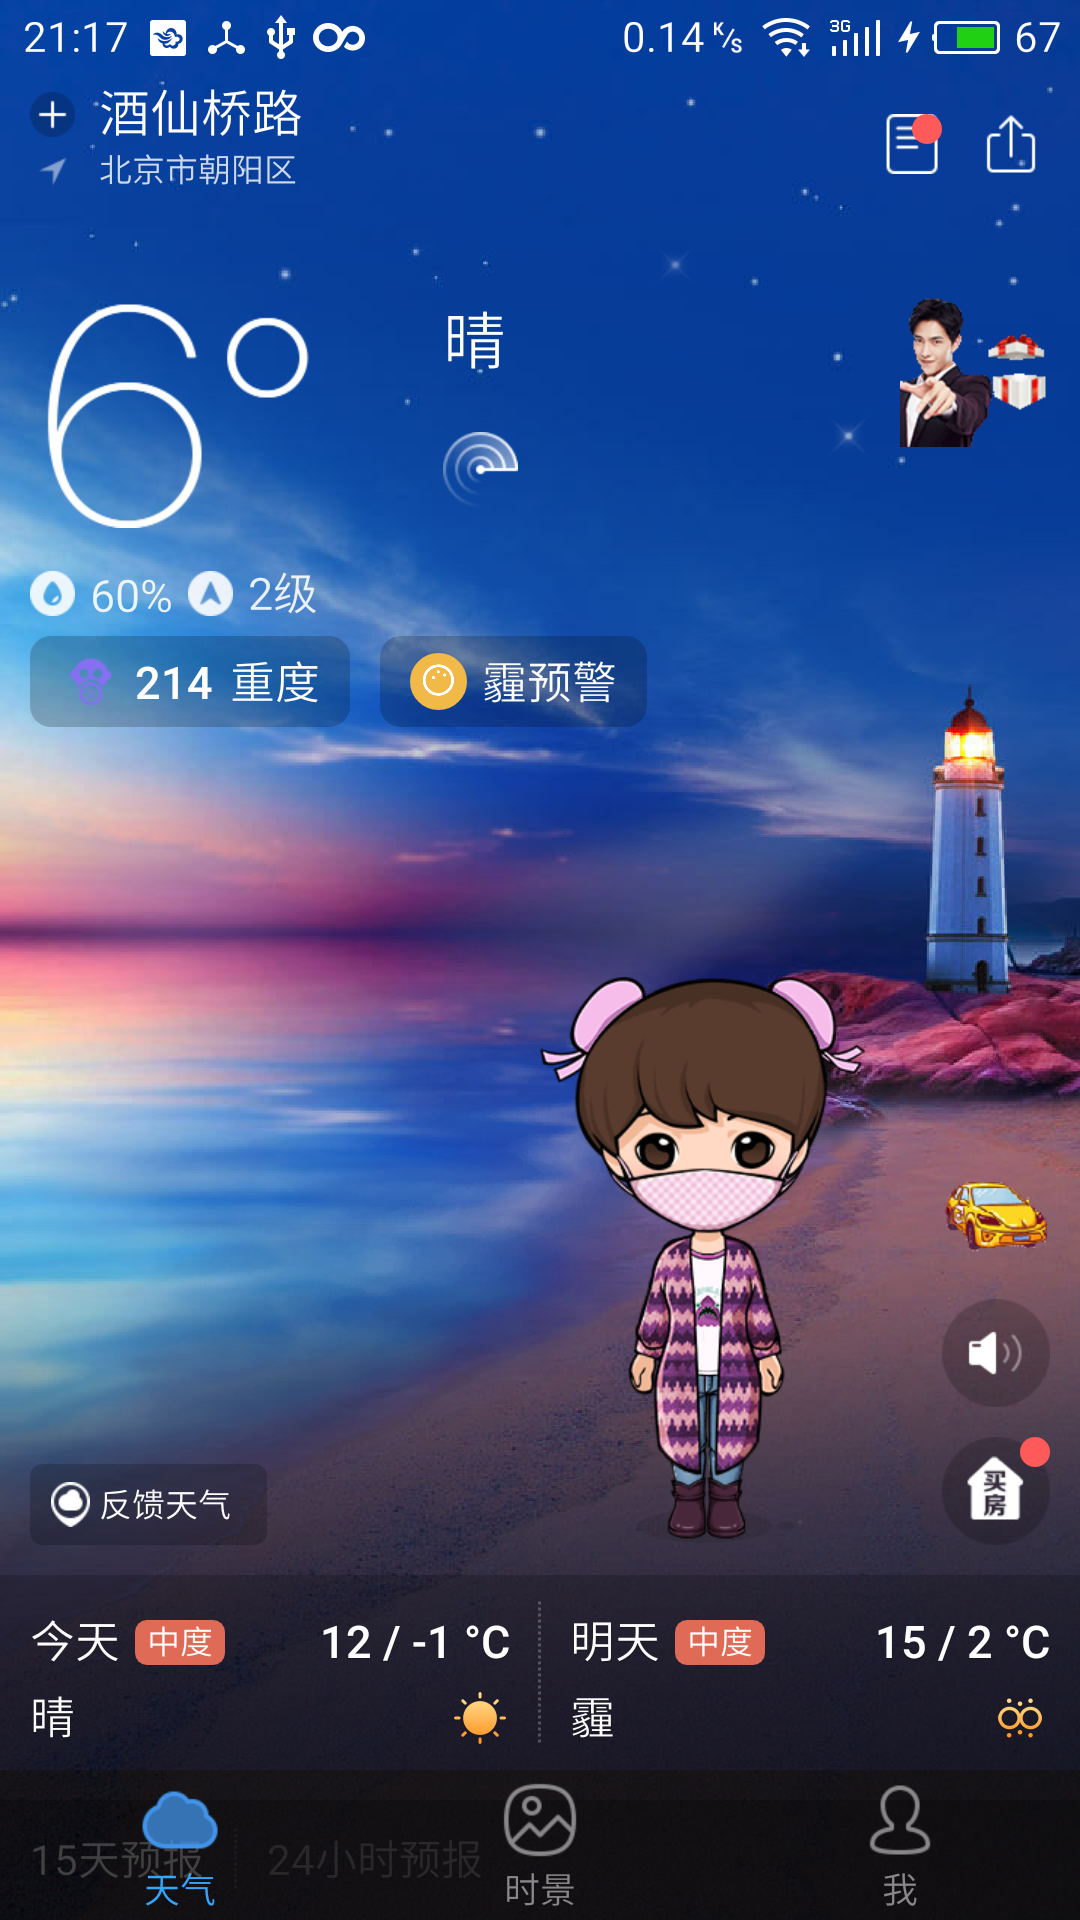 21:17
0.14 K/s 3G 67
酒仙桥路
北京市朝阳区
6°
晴
60% 2级
214 重度
霾预警
买房
反馈天气
今天 中度 12 / -1 °C
晴
明天 中度 15 / 2 °C
霾
15天预报 24小时预报
天气 时景 我